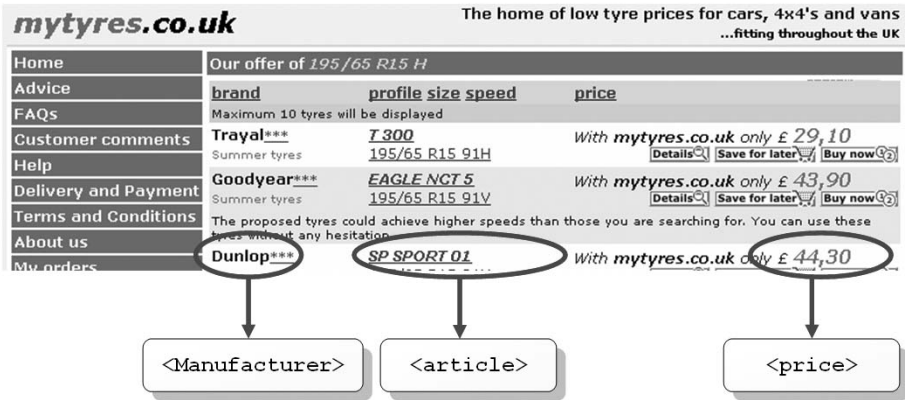 mytyres.co.uk
The home of low tyre prices for cars, 4x4's and vans
...fitting throughout the UK
Home
Advice
FAQs
Customer comments
Help
Delivery and Payment
Terms and Conditions
About us
My orders
Our offer of 195/65 R15 H
brand profile size speed price
Maximum 10 tyres will be displayed
Trayal*** T 300 With mytyres.co.uk only £ 29,10
Summer tyres 195/65 R15 91H Details Save for later Buy now
Goodyear*** EAGLE NCT 5 With mytyres.co.uk only £ 43,90
Summer tyres 195/65 R15 91V Details Save for later Buy now
The proposed tyres could achieve higher speeds than those you are searching for. You can use these
tyres without any hesitation
Dunlop*** SP SPORT 01 With mytyres.co.uk only £ 44,30
<Manufacturer> <article> <price>